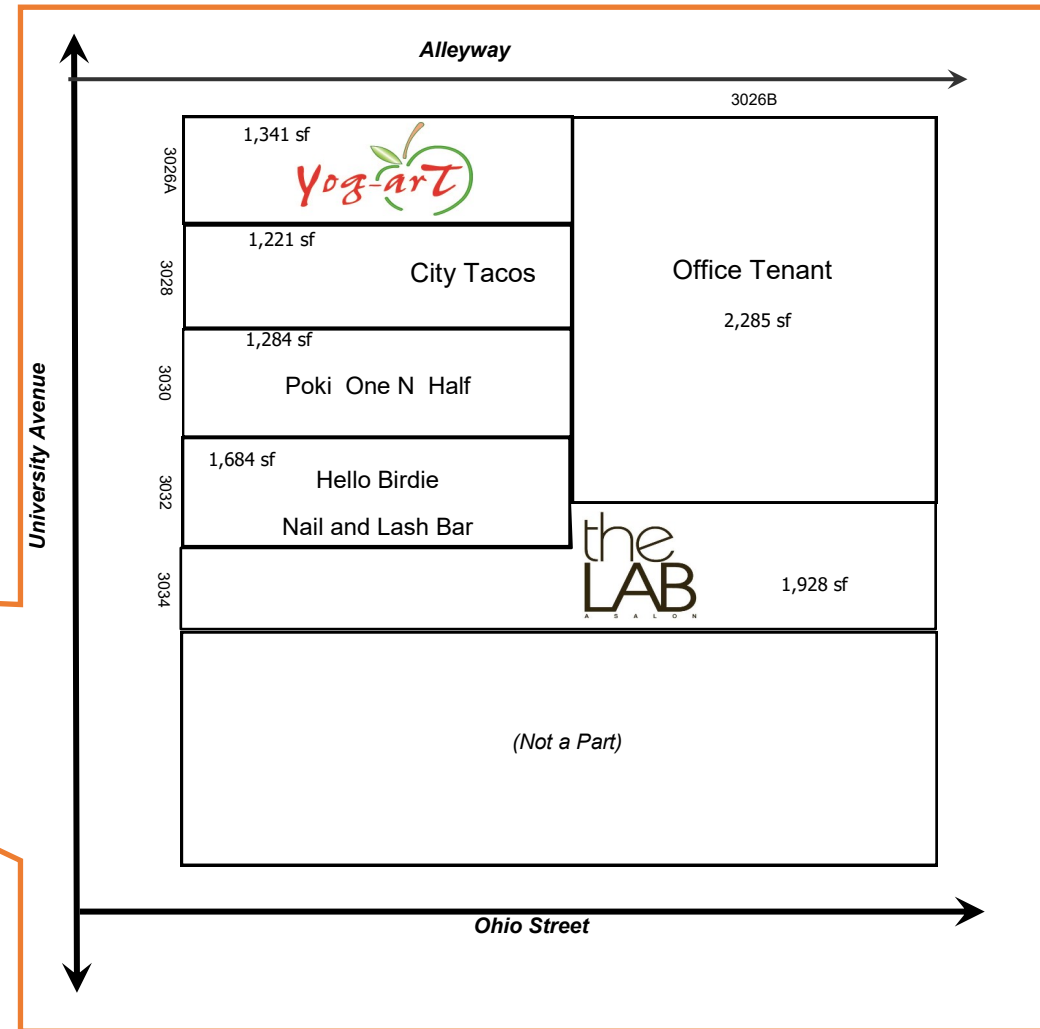 Alleyway
3026B
3026A
1,341 sf
Yog-art
3028
1,221 sf
City Tacos
Office Tenant
2,285 sf
3030
1,284 sf
Poki One N Half
University Avenue
3032
1,684 sf
Hello Birdie
Nail and Lash Bar
3034
the
LAB
A SALON
1,928 sf
(Not a Part)
Ohio Street